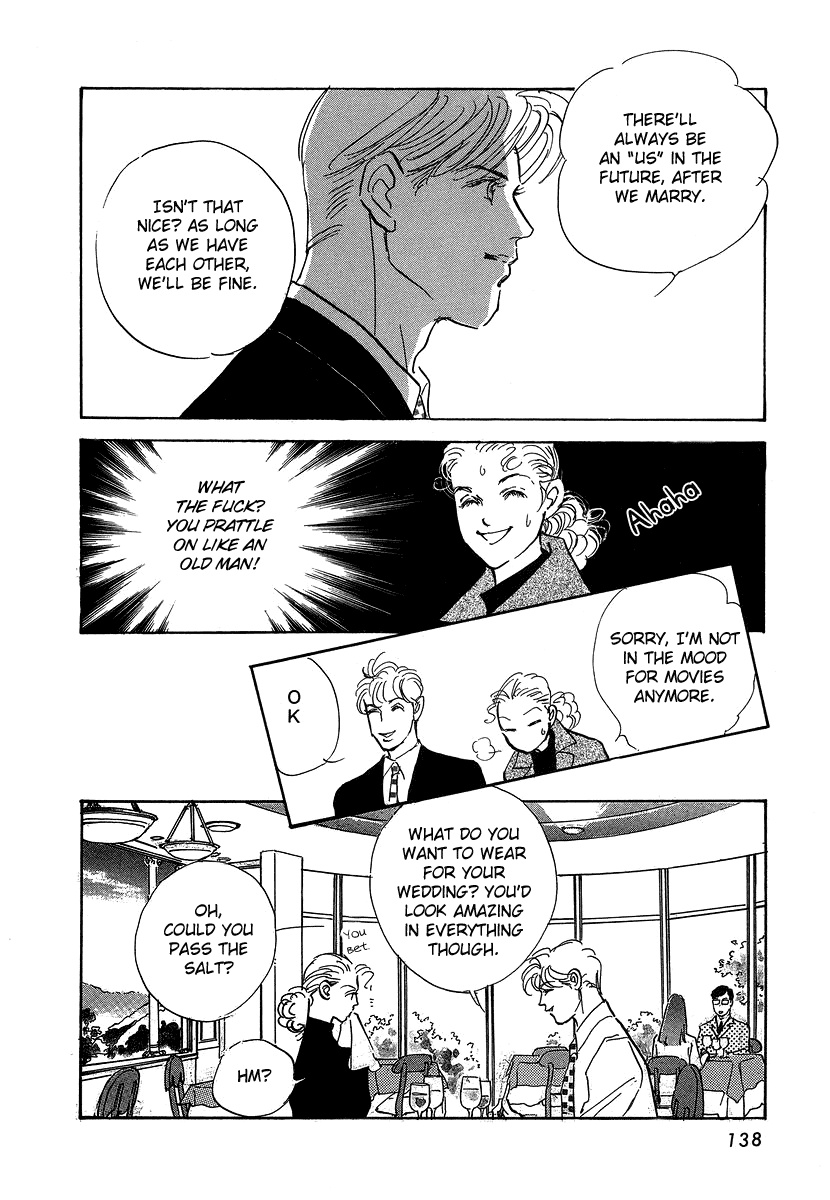 THERE'LL
ALWAYS BE
AN "US" IN THE
FUTURE, AFTER
WE MARRY.
ISN'T THAT
NICE? AS LONG
AS WE HAVE
EACH OTHER,
WE'LL BE FINE.
WHAT
THE FUCK?
YOU PRATTLE
ON LIKE AN
OLD MAN!
Ahaha
SORRY, I'M NOT
IN THE MOOD
FOR MOVIES
ANYMORE.
O
K
WHAT DO YOU
WANT TO WEAR
FOR YOUR
WEDDING? YOU'D
LOOK AMAZING
IN EVERYTHING
THOUGH.
You
bet.
OH,
COULD YOU
PASS THE
SALT?
HM?
138